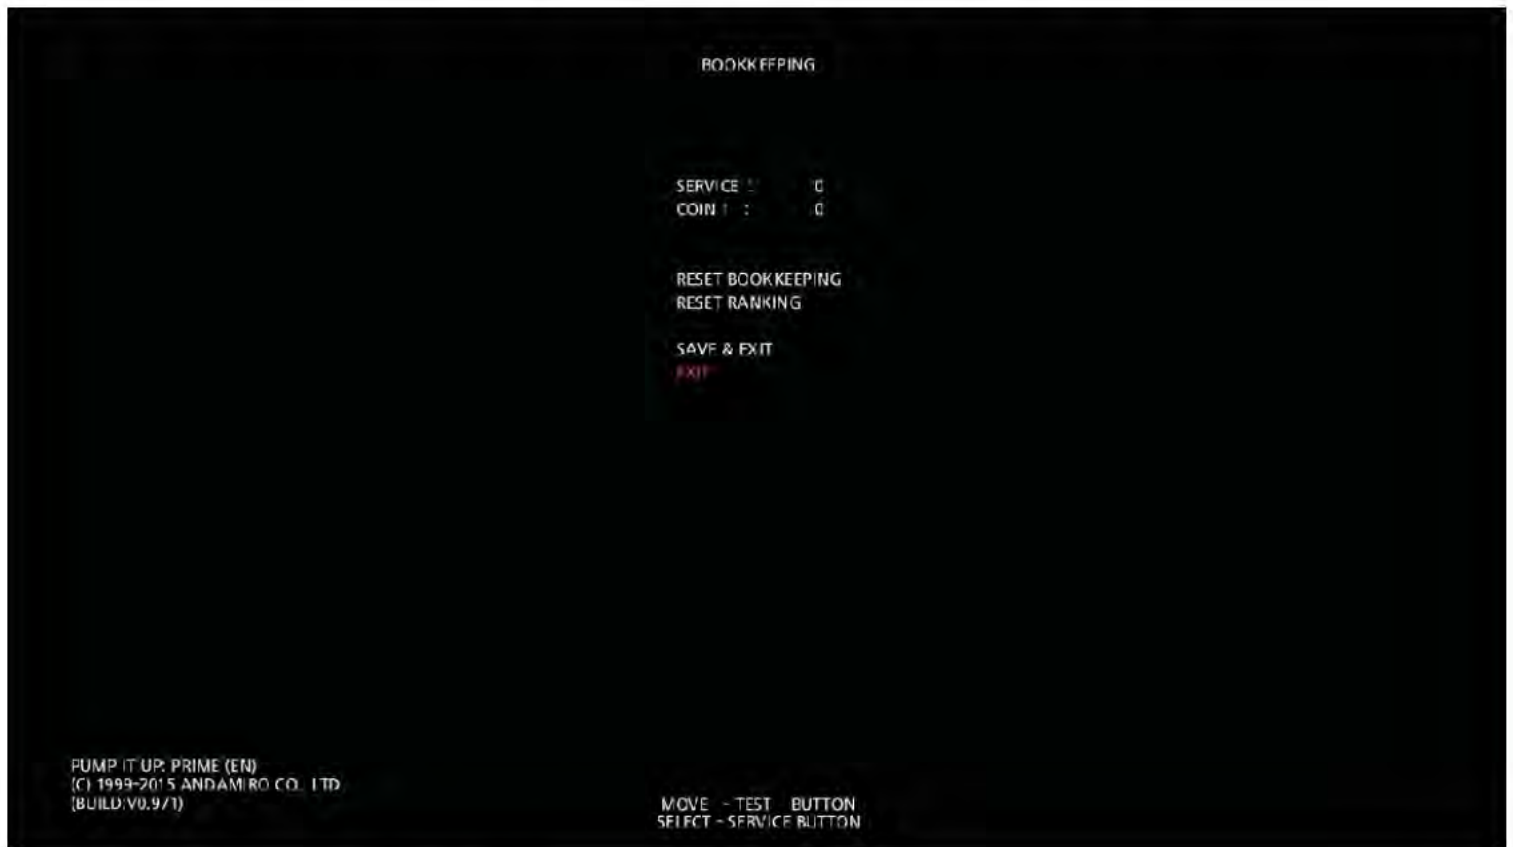 BOOKKEEPING
SERVICE : 0
COIN 1 : 0
RESET BOOKKEEPING
RESET RANKING
SAVE & EXIT
EXIT
PUMP IT UP: PRIME (EN)
(C) 1999-2015 ANDAMIRO CO. LTD
(BUILD:V0.971)
MOVE - TEST BUTTON
SELECT - SERVICE BUTTON